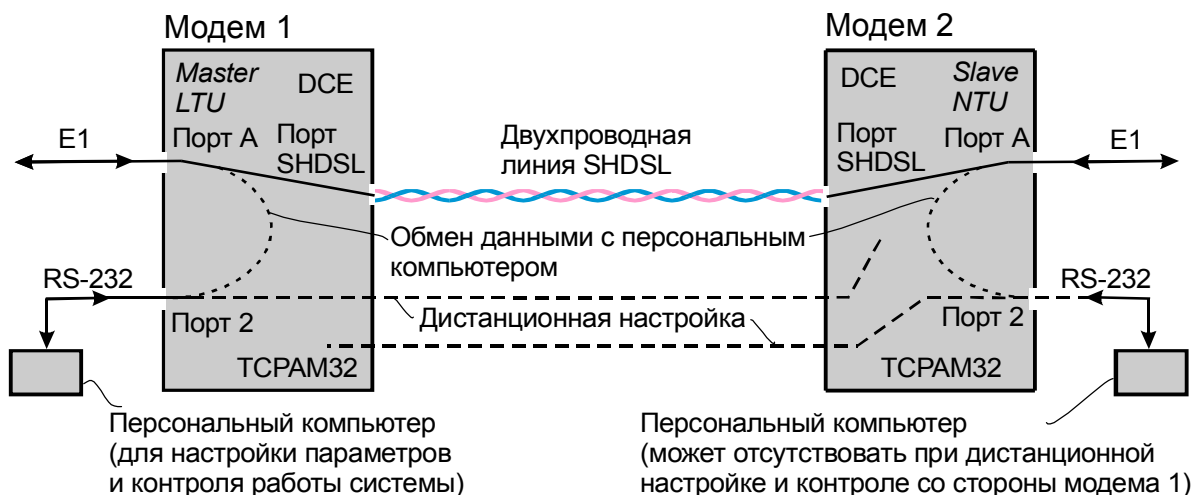 Модем 1
Модем 2
Master
LTU
DCE
DCE
Slave
NTU
E1
Порт А
Порт
SHDSL
Двухпроводная
линия SHDSL
Порт
SHDSL
Порт А
E1
Обмен данными с персональным
компьютером
RS-232
RS-232
Порт 2
Дистанционная настройка
Порт 2
TCPAM32
TCPAM32
Персональный компьютер
(для настройки параметров
и контроля работы системы)
Персональный компьютер
(может отсутствовать при дистанционной
настройке и контроле со стороны модема 1)